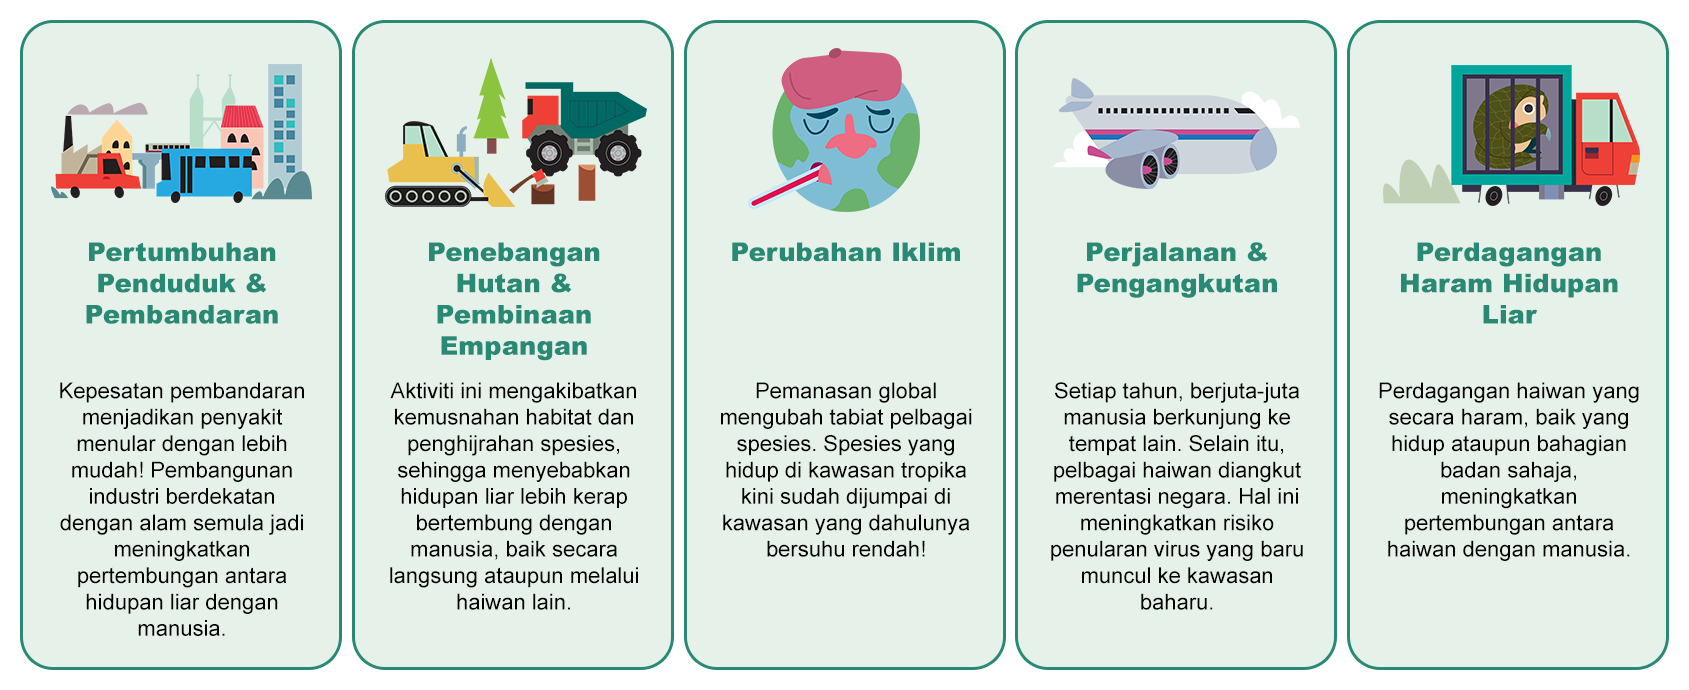 Pertumbuhan
Penduduk &
Pembandaran
Kepesatan pembandaran
menjadikan penyakit
menular dengan lebih
mudah! Pembangunan
industri berdekatan
dengan alam semula jadi
meningkatkan
pertembungan antara
hidupan liar dengan
manusia.
Penebangan
Hutan &
Pembinaan
Empangan
Aktiviti ini mengakibatkan
kemusnahan habitat dan
penghijrahan spesies,
sehingga menyebabkan
hidupan liar lebih kerap
bertembung dengan
manusia, baik secara
langsung ataupun melalui
haiwan lain.
Perubahan Iklim
Pemanasan global
mengubah tabiat pelbagai
spesies. Spesies yang
hidup di kawasan tropika
kini sudah dijumpai di
kawasan yang dahulunya
bersuhu rendah!
Perjalanan &
Pengangkutan
Setiap tahun, berjuta-juta
manusia berkunjung ke
tempat lain. Selain itu,
pelbagai haiwan diangkut
merentasi negara. Hal ini
meningkatkan risiko
penularan virus yang baru
muncul ke kawasan
baharu.
Perdagangan
Haram Hidupan
Liar
Perdagangan haiwan yang
secara haram, baik yang
hidup ataupun bahagian
badan sahaja,
meningkatkan
pertembungan antara
haiwan dengan manusia.